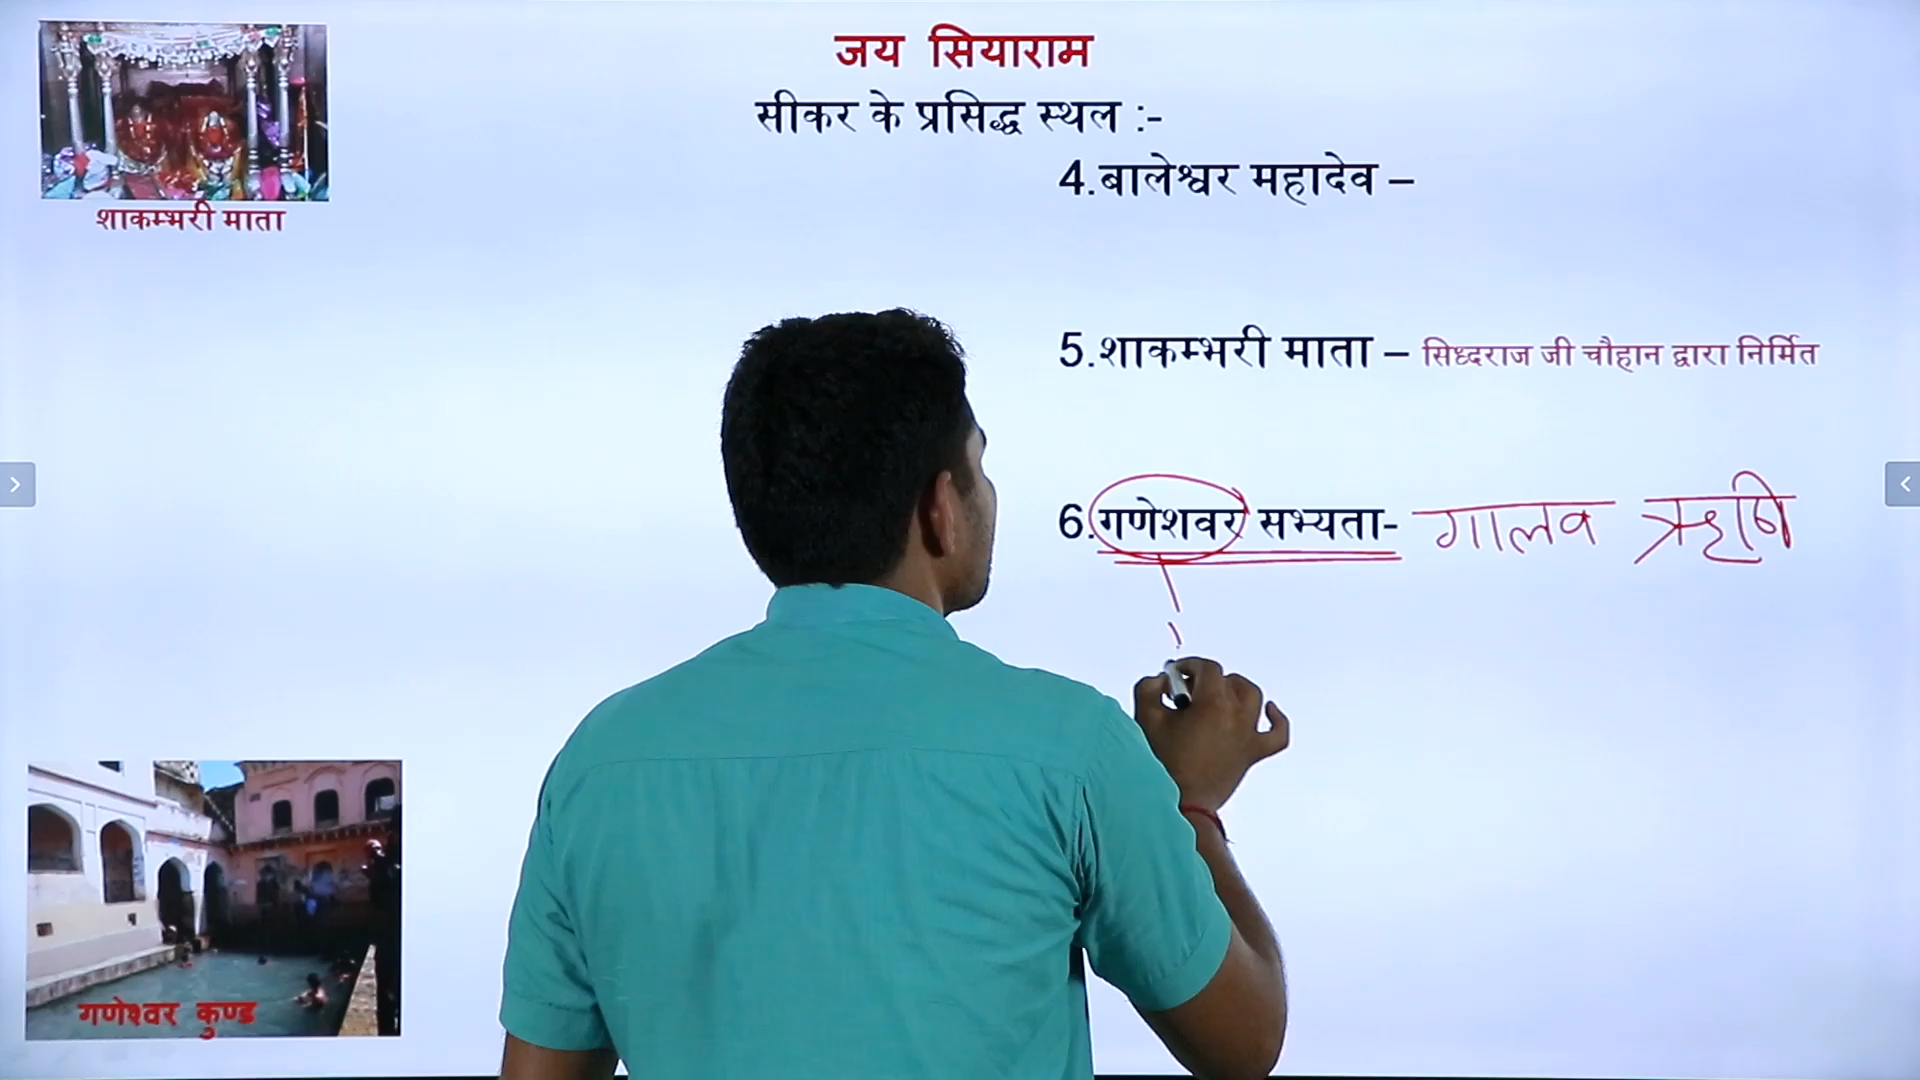 जय सियाराम
सीकर के प्रसिद्ध स्थल :-
4.बालेश्वर महादेव –
शाकम्भरी माता
5.शाकम्भरी माता – सिध्दराज जी चौहान द्वारा निर्मित
6.गणेशवर सभ्यता- गालव ऋषि
गणेश्वर कुण्ड